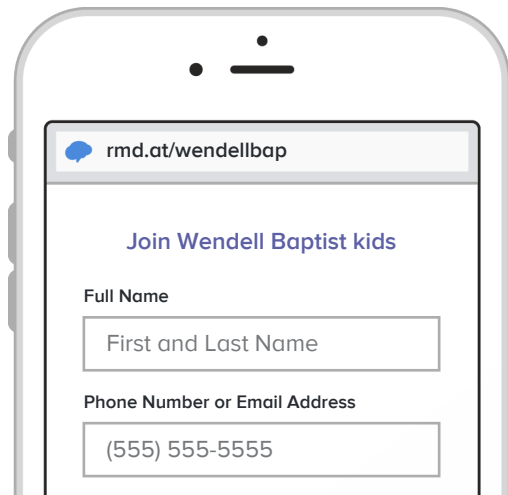 rmd.at/wendellbap
Join Wendell Baptist kids
Full Name
First and Last Name
Phone Number or Email Address
(555) 555-5555